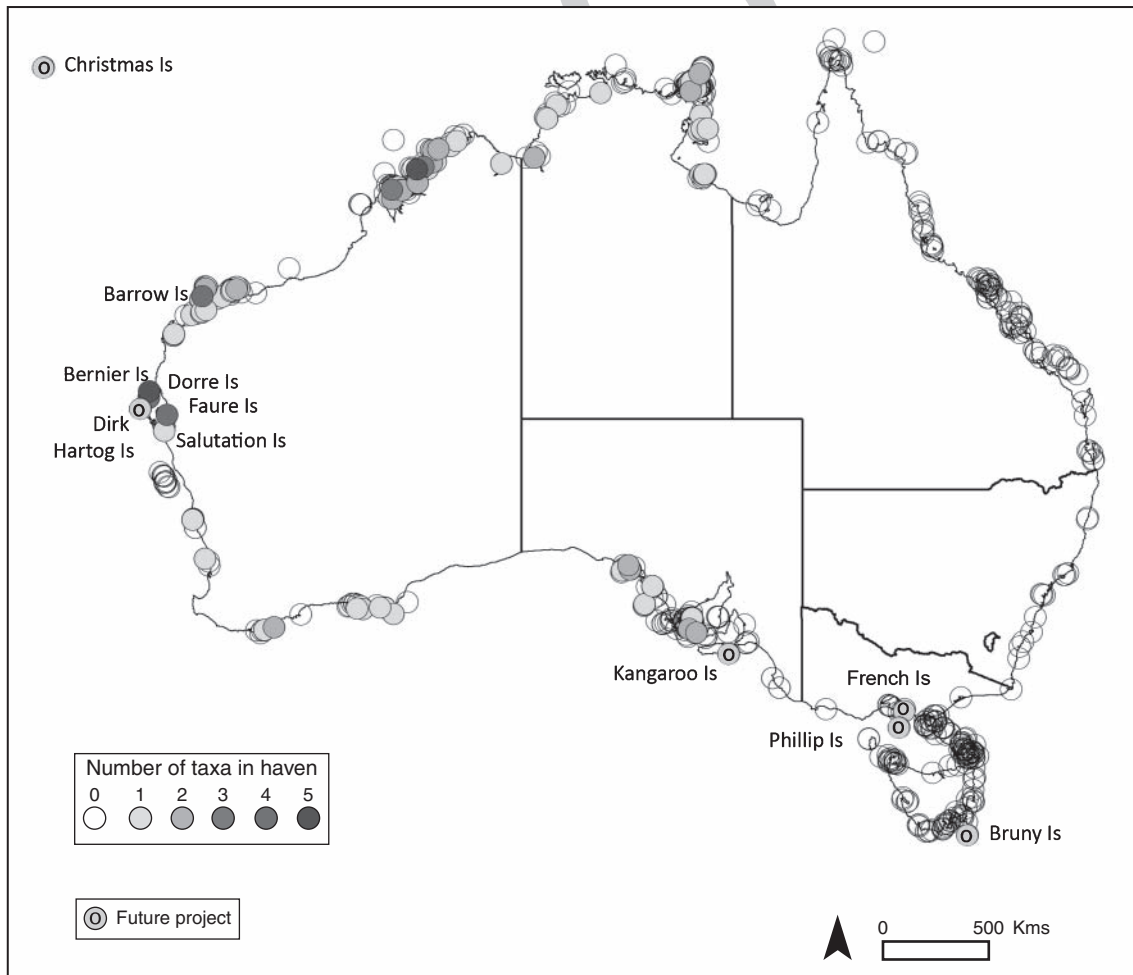 O Christmas Is
Barrow Is
Bernier Is
Dorre Is
Faure Is
O
Dirk
Hartog Is
Salutation Is
Kangaroo Is
O
French Is
O
O
Phillip Is
O Bruny Is
Number of taxa in haven
0 1 2 3 4 5
O Future project
0 500 Kms